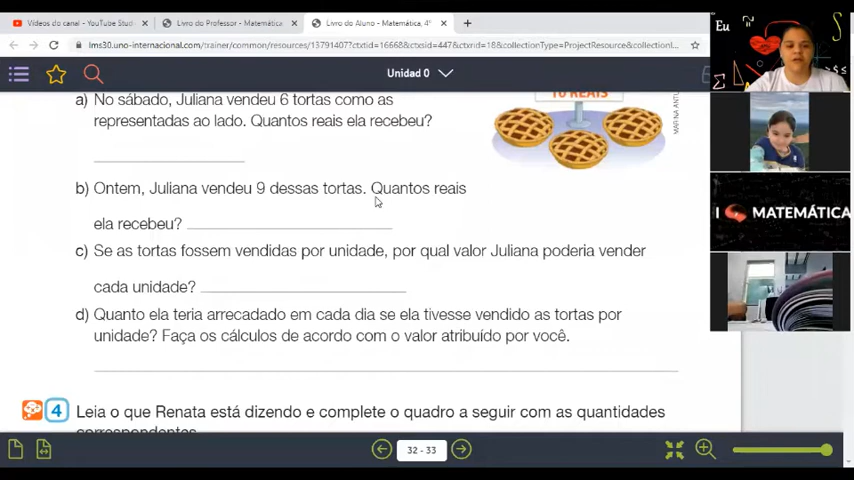 Vídeos do canal - YouTube Stud
Livro do Professor - Matemática
Livro do Aluno - Matemática, 4º
lms30.uno-internacional.com/trainer/common/resources/13791407?ctxtid=16668&ctxsid=447&cxtnid=18&collectionType=ProjectResource&collectionI
Unidad 0
10 REAIS
a) No sábado, Juliana vendeu 6 tortas como as
representadas ao lado. Quantos reais ela recebeu?
b) Ontem, Juliana vendeu 9 dessas tortas. Quantos reais
ela recebeu?
c) Se as tortas fossem vendidas por unidade, por qual valor Juliana poderia vender
cada unidade?
d) Quanto ela teria arrecadado em cada dia se ela tivesse vendido as tortas por
unidade? Faça os cálculos de acordo com o valor atribuído por você.
4 Leia o que Renata está dizendo e complete o quadro a seguir com as quantidades
correspondentes.
32 - 33
Eu
I MATEMÁTICA